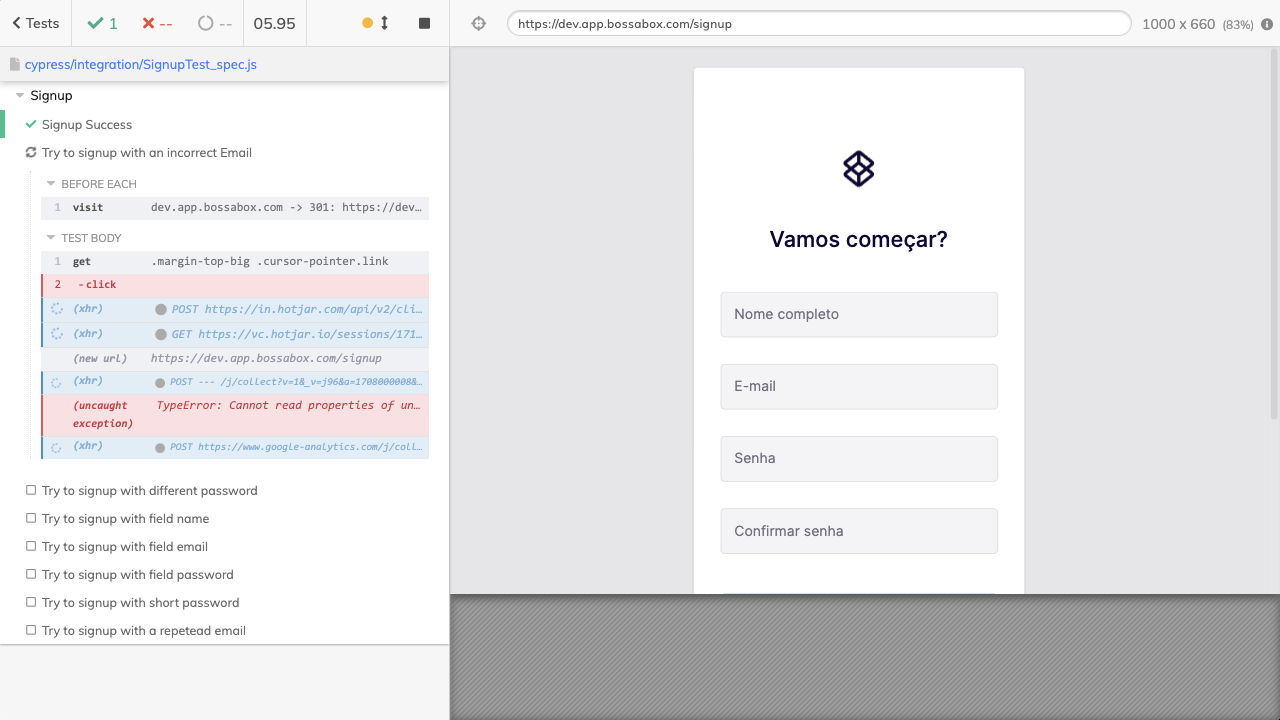 Tests
1
--
--
05.95
https://dev.app.bossabox.com/signup
1000 x 660 (83%)
cypress/integration/SignupTest_spec.js
Signup
Signup Success
Try to signup with an incorrect Email
BEFORE EACH
1 visit dev.app.bossabox.com -> 301: https://dev…
TEST BODY
1 get .margin-top-big .cursor-pointer.link
2 -click
(xhr) POST https://in.hotjar.com/api/v2/cli…
(xhr) GET https://vc.hotjar.io/sessions/171…
(new url) https://dev.app.bossabox.com/signup
(xhr) POST --- /j/collect?v=1&_v=j96&a=1708000008&…
(uncaught TypeError: Cannot read properties of un…
exception)
(xhr) POST https://www.google-analytics.com/j/coll…
Try to signup with different password
Try to signup with field name
Try to signup with field email
Try to signup with field password
Try to signup with short password
Try to signup with a repetead email
Vamos começar?
Nome completo
E-mail
Senha
Confirmar senha